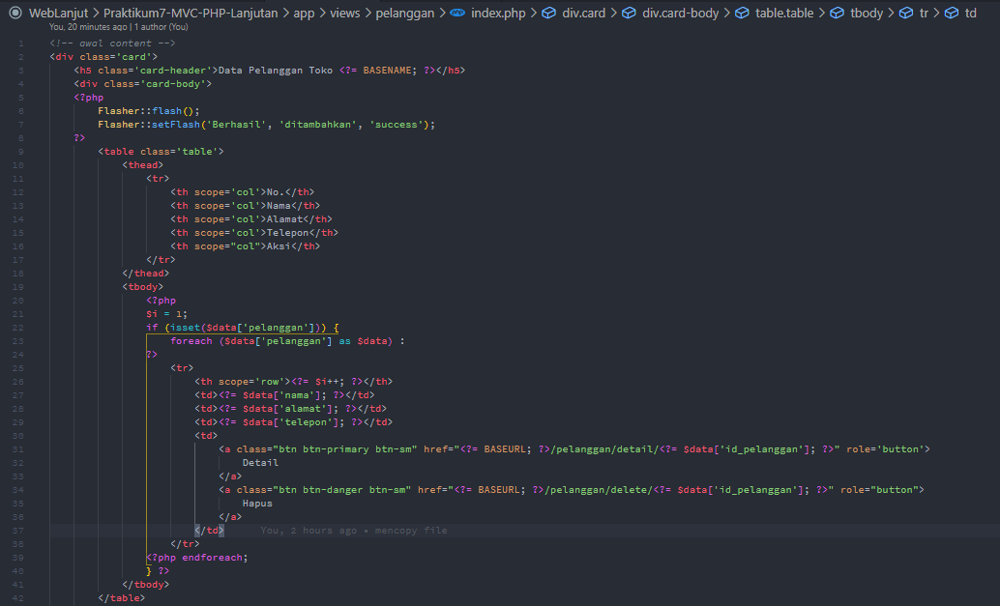 WebLanjut > Praktikum7-MVC-PHP-Lanjutan > app > views > pelanggan > php index.php > div.card > div.card-body > table.table > tbody > tr > td
You, 20 minutes ago | 1 author (You)
1 <!-- awal content -->
2 <div class='card'>
3 <h5 class='card-header'>Data Pelanggan Toko <?= BASENAME; ?></h5>
4 <div class='card-body'>
5 <?php
6 Flasher::flash();
7 Flasher::setFlash('Berhasil', 'ditambahkan', 'success');
8 ?>
9 <table class='table'>
10 <thead>
11 <tr>
12 <th scope='col'>No.</th>
13 <th scope='col'>Nama</th>
14 <th scope='col'>Alamat</th>
15 <th scope='col'>Telepon</th>
16 <th scope="col">Aksi</th>
17 </tr>
18 </thead>
19 <tbody>
20 <?php
21 $i = 1;
22 if (isset($data['pelanggan'])) {
23 foreach ($data['pelanggan'] as $data) :
24 ?>
25 <tr>
26 <th scope='row'><?= $i++; ?></th>
27 <td><?= $data['nama']; ?></td>
28 <td><?= $data['alamat']; ?></td>
29 <td><?= $data['telepon']; ?></td>
30 <td>
31 <a class="btn btn-primary btn-sm" href="<?= BASEURL; ?>/pelanggan/detail/<?= $data['id_pelanggan']; ?>" role='button'>
32 Detail
33 </a>
34 <a class="btn btn-danger btn-sm" href="<?= BASEURL; ?>/pelanggan/delete/<?= $data['id_pelanggan']; ?>" role="button">
35 Hapus
36 </a>
37 </td> You, 2 hours ago • mencopy file
38 </tr>
39 <?php endforeach;
40 } ?>
41 </tbody>
42 </table>